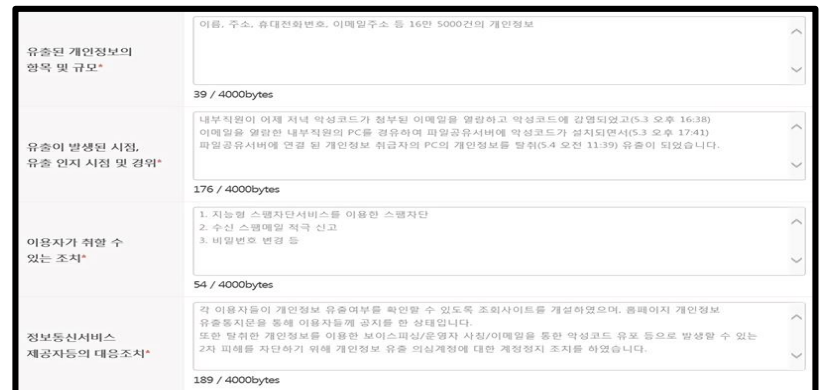 유출된 개인정보의
항목 및 규모*
이름, 주소, 휴대전화번호, 이메일주소 등 16만 5000건의 개인정보
39 / 4000bytes
유출이 발생된 시점,
유출 인지 시점 및 경위*
내부직원이 어제 저녁 악성코드가 첨부된 이메일을 열람하고 악성코드에 감염되었고(5.3 오후 16:38)
이메일을 열람한 내부직원의 PC를 경유하여 파일공유서버에 악성코드가 설치되면서(5.3 오후 17:41)
파일공유서버에 연결 된 개인정보 취급자의 PC의 개인정보를 탈취(5.4 오전 11:39) 유출이 되었습니다.
176 / 4000bytes
이용자가 취할 수
있는 조치*
1. 지능형 스팸차단서비스를 이용한 스팸차단
2. 수신 스팸메일 적극 신고
3. 비밀번호 변경 등
54 / 4000bytes
정보통신서비스
제공자등의 대응조치*
각 이용자들이 개인정보 유출여부를 확인할 수 있도록 조회사이트를 개설하였으며, 홈페이지 개인정보
유출통지문을 통해 이용자들께 공지를 한 상태입니다.
또한 탈취한 개인정보를 이용한 보이스피싱/운영자 사칭/이메일을 통한 악성코드 유포 등으로 발생할 수 있는
2차 피해를 차단하기 위해 개인정보 유출 의심계정에 대한 계정정지 조치를 하였습니다.
189 / 4000bytes